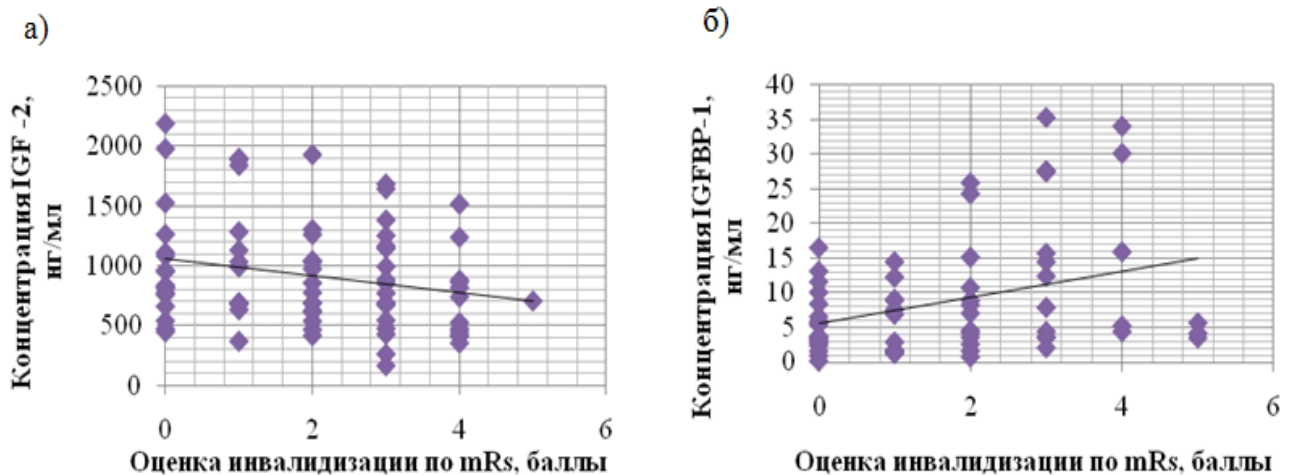 а)
Концентрация IGF -2,
нг/мл
2500
2000
1500
1000
500
0
0
2
4
6
Оценка инвалидизации по mRs, баллы
б)
Концентрация IGFBP-1,
нг/мл
40
35
30
25
20
15
10
5
0
0
2
4
6
Оценка инвалидизации по mRs, баллы